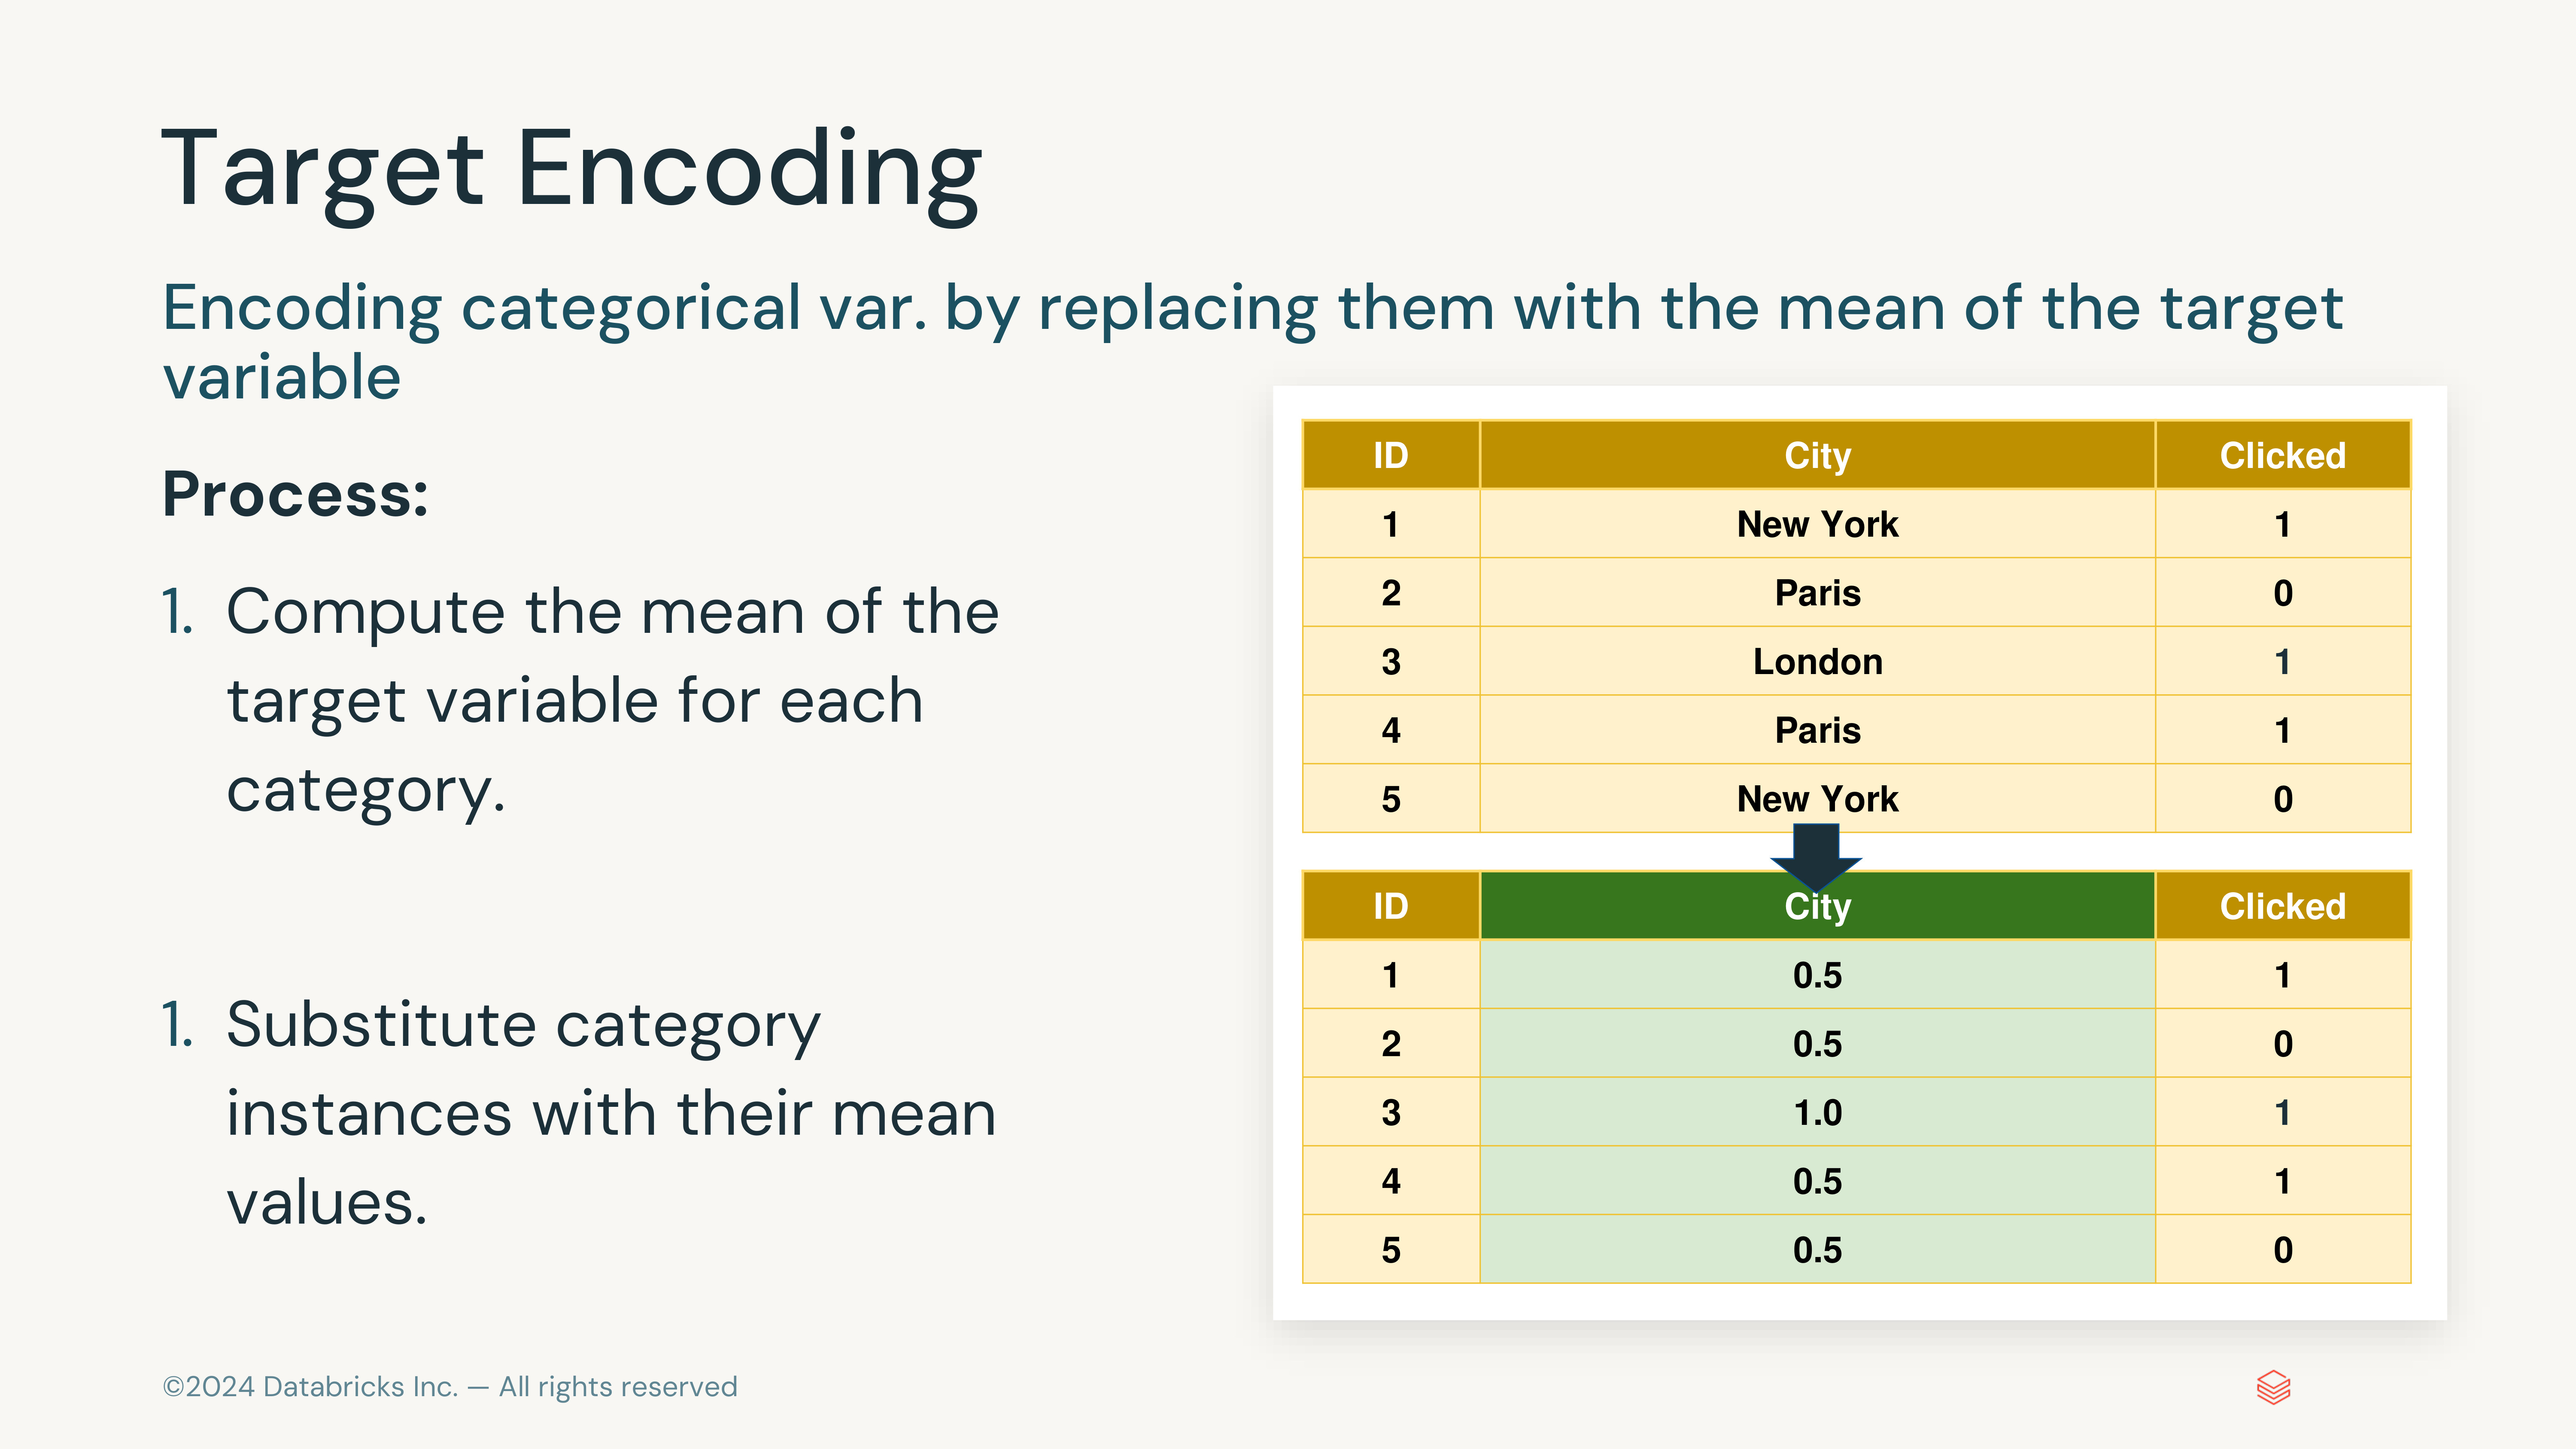 Target Encoding
Encoding categorical var. by replacing them with the mean of the target
variable
Process:
1. Compute the mean of the
target variable for each
category.
1. Substitute category
instances with their mean
values.
ID City Clicked
1 New York 1
2 Paris 0
3 London 1
4 Paris 1
5 New York 0
ID City Clicked
1 0.5 1
2 0.5 0
3 1.0 1
4 0.5 1
5 0.5 0
©2024 Databricks Inc. — All rights reserved